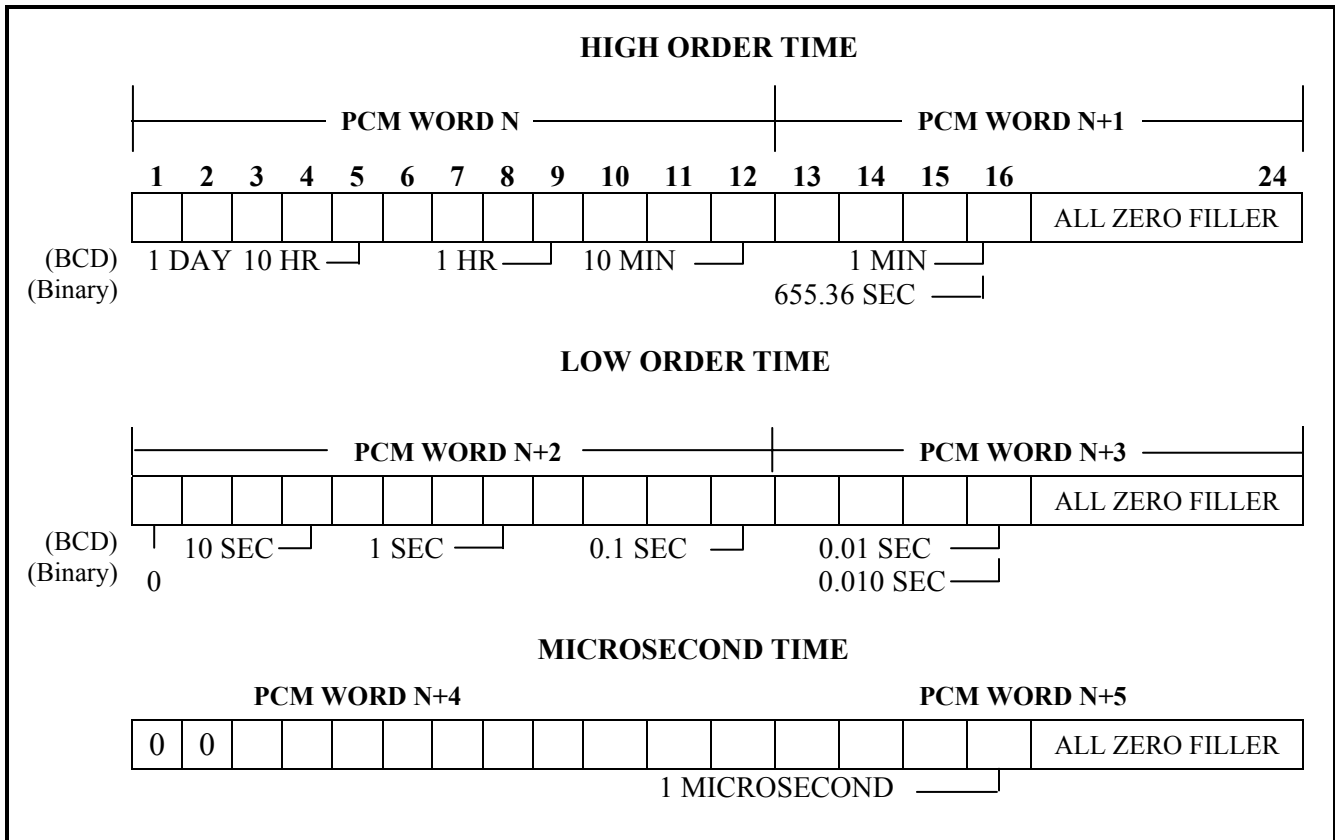 HIGH ORDER TIME
PCM WORD N PCM WORD N+1
1 2 3 4 5 6 7 8 9 10 11 12 13 14 15 16 24
ALL ZERO FILLER
(BCD) 1 DAY 10 HR 1 HR 10 MIN 1 MIN
(Binary) 655.36 SEC
LOW ORDER TIME
PCM WORD N+2 PCM WORD N+3
ALL ZERO FILLER
(BCD) 10 SEC 1 SEC 0.1 SEC 0.01 SEC
(Binary) 0 0.010 SEC
MICROSECOND TIME
PCM WORD N+4 PCM WORD N+5
0 0 ALL ZERO FILLER
1 MICROSECOND